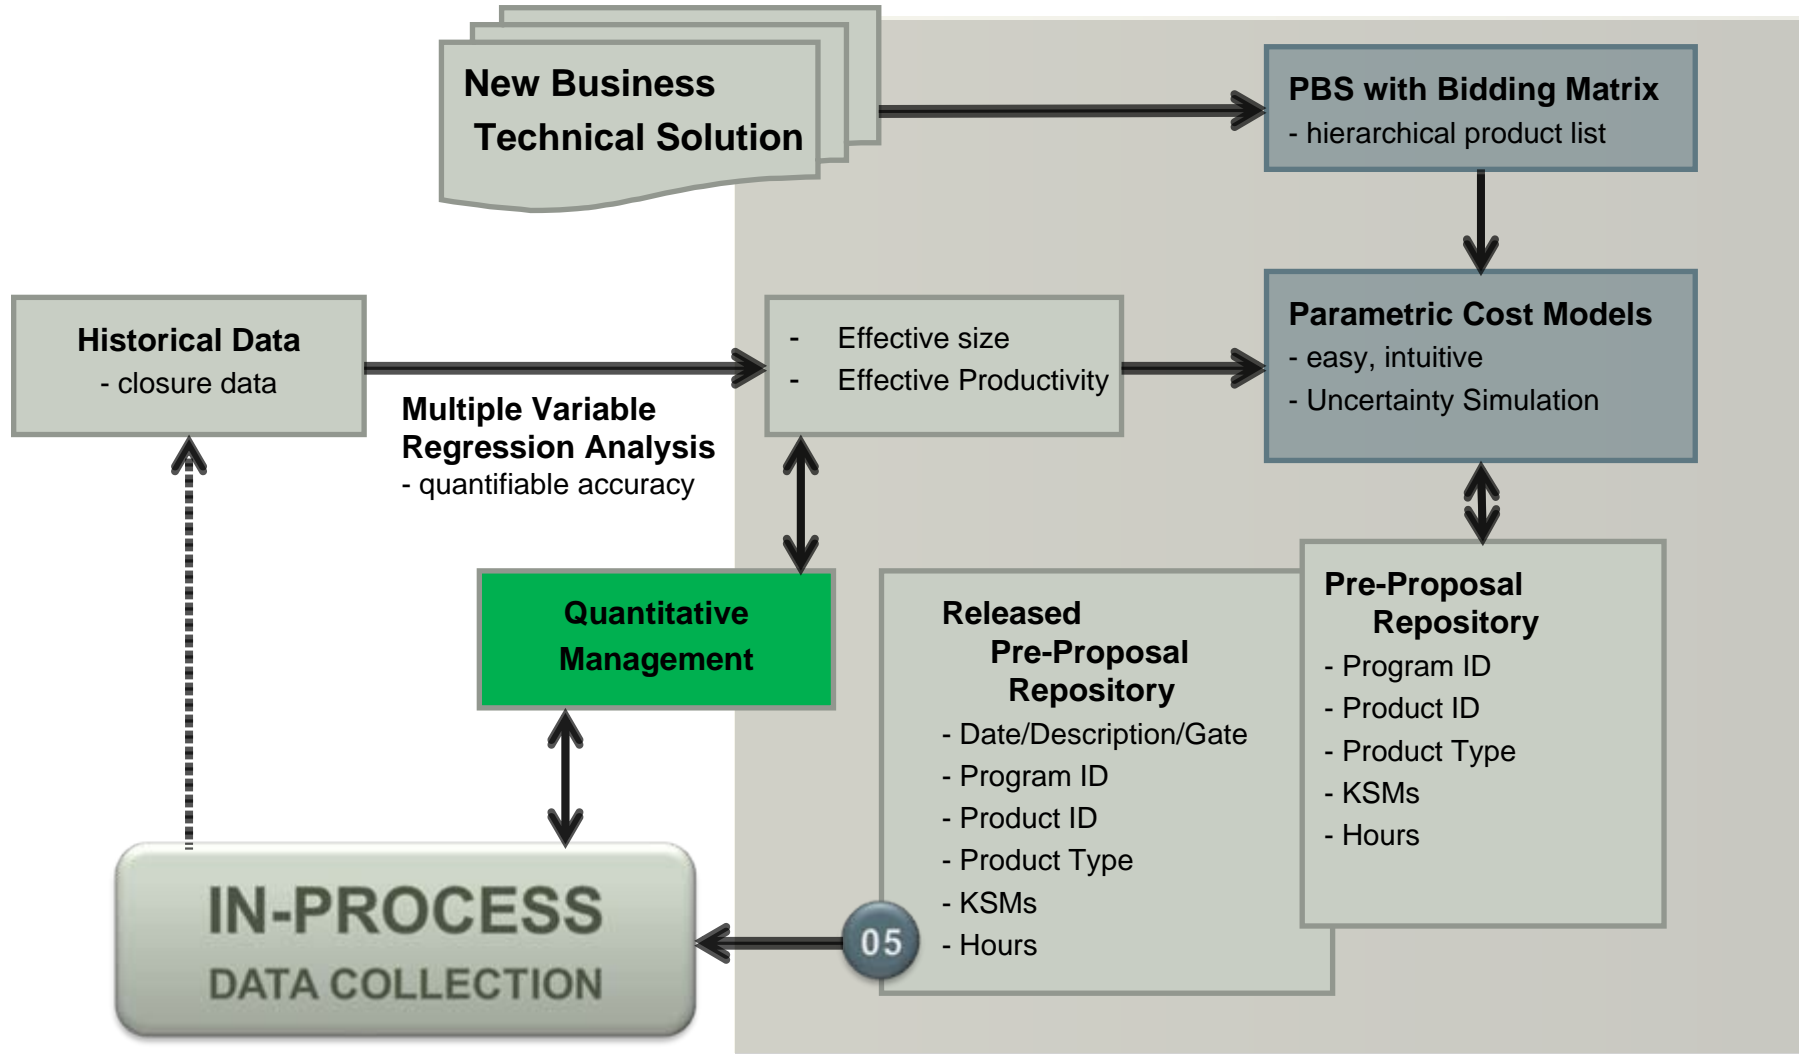 New Business
Technical Solution
PBS with Bidding Matrix
- hierarchical product list
Historical Data
- closure data
Multiple Variable
Regression Analysis
- quantifiable accuracy
- Effective size
- Effective Productivity
Parametric Cost Models
- easy, intuitive
- Uncertainty Simulation
Quantitative
Management
Released
Pre-Proposal
Repository
- Date/Description/Gate
- Program ID
- Product ID
- Product Type
- KSMs
- Hours
Pre-Proposal
Repository
- Program ID
- Product ID
- Product Type
- KSMs
- Hours
05
IN-PROCESS
DATA COLLECTION